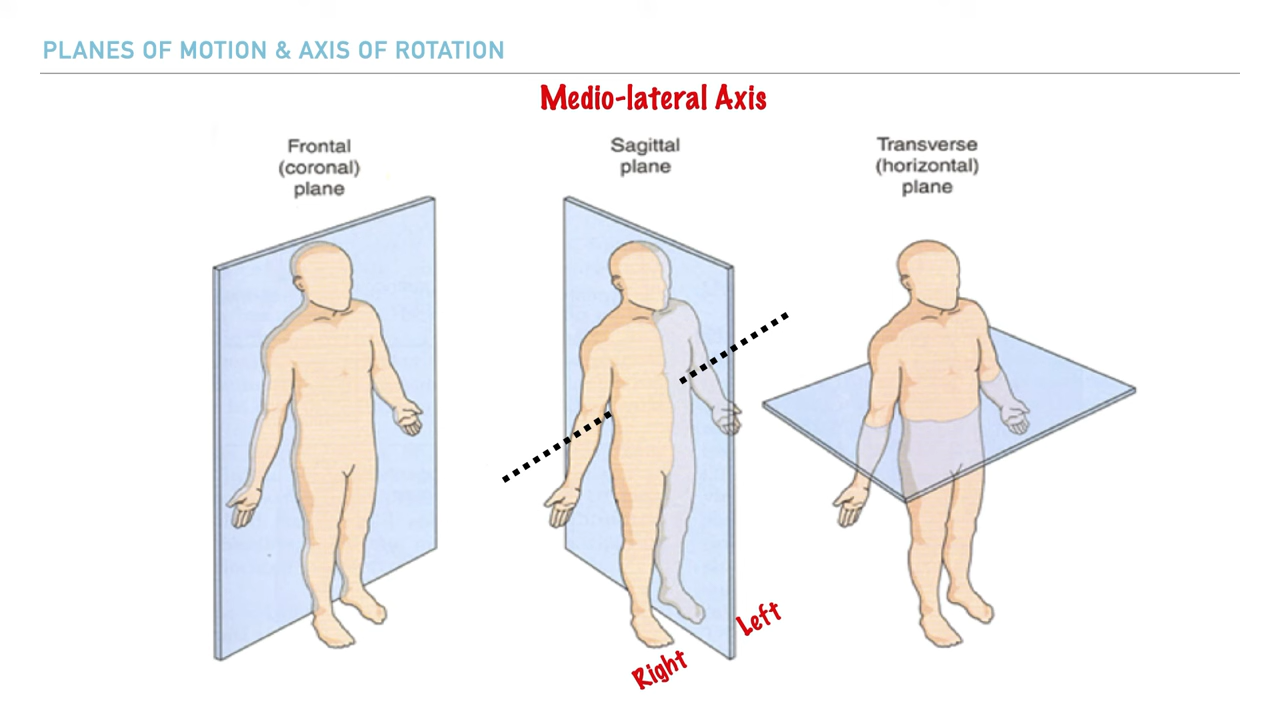 PLANES OF MOTION & AXIS OF ROTATION
Medio-lateral Axis
Frontal
(coronal)
plane
Sagittal
plane
Transverse
(horizontal)
plane
Left
Right